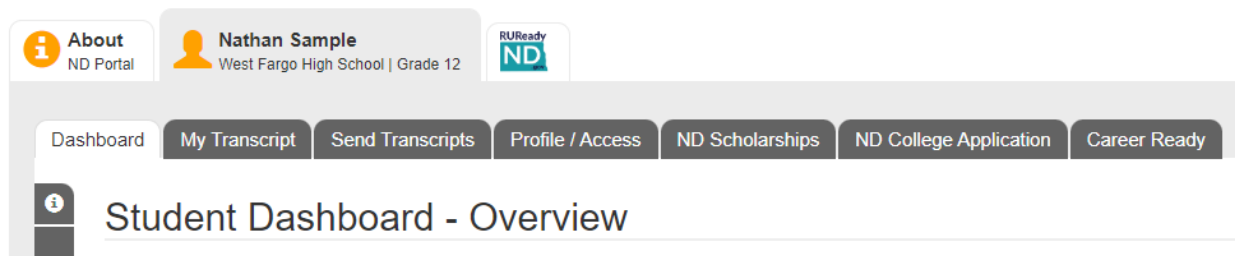 About
ND Portal
Nathan Sample
West Fargo High School | Grade 12
RUReady
ND
Dashboard
My Transcript
Send Transcripts
Profile / Access
ND Scholarships
ND College Application
Career Ready
Student Dashboard - Overview